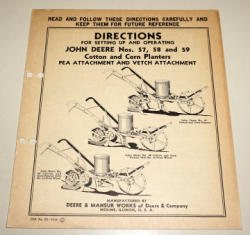 READ AND FOLLOW THESE DIRECTIONS CAREFULLY AND
KEEP THEM FOR FUTURE REFERENCE
DIRECTIONS
FOR SETTING UP AND OPERATING
JOHN DEERE Nos. 57, 58 and 59
Cotton and Corn Planters
PEA ATTACHMENT AND VETCH ATTACHMENT
MANUFACTURED BY
DEERE & MANSUR WORKS of Deere & Company
MOLINE, ILLINOIS, U. S. A.